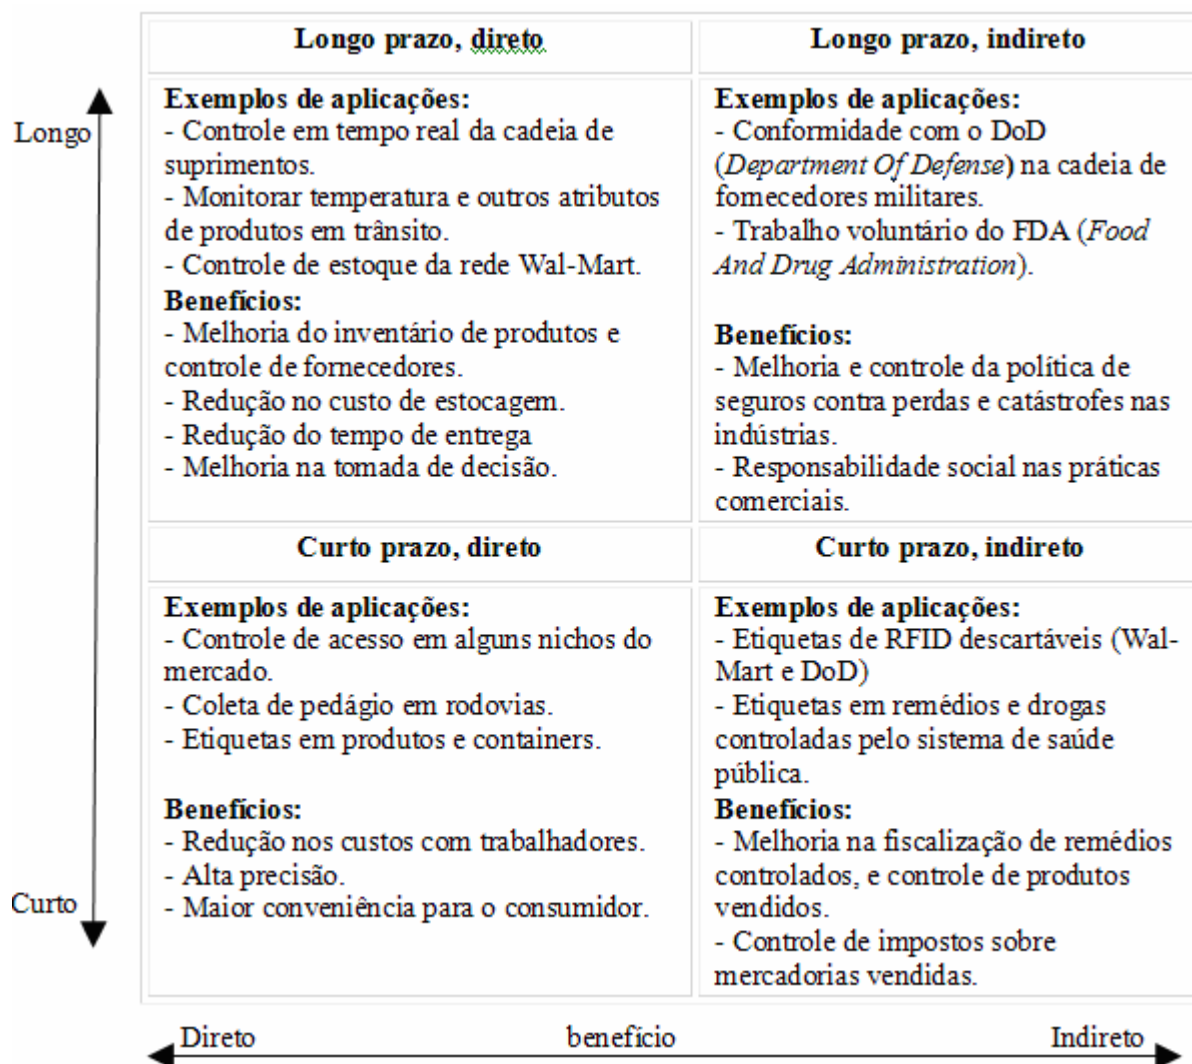 Longo prazo, direto
Longo prazo, indireto
Longo
Exemplos de aplicações:
- Controle em tempo real da cadeia de
suprimentos.
- Monitorar temperatura e outros atributos
de produtos em trânsito.
- Controle de estoque da rede Wal-Mart.
Benefícios:
- Melhoria do inventário de produtos e
controle de fornecedores.
- Redução no custo de estocagem.
- Redução do tempo de entrega
- Melhoria na tomada de decisão.
Exemplos de aplicações:
- Conformidade com o DoD
(Department Of Defense) na cadeia de
fornecedores militares.
- Trabalho voluntário do FDA (Food
And Drug Administration).
Benefícios:
- Melhoria e controle da política de
seguros contra perdas e catástrofes nas
indústrias.
- Responsabilidade social nas práticas
comerciais.
Curto prazo, direto
Curto prazo, indireto
Exemplos de aplicações:
- Controle de acesso em alguns nichos do
mercado.
- Coleta de pedágio em rodovias.
- Etiquetas em produtos e containers.
Benefícios:
- Redução nos custos com trabalhadores.
- Alta precisão.
- Maior conveniência para o consumidor.
Curto
Exemplos de aplicações:
- Etiquetas de RFID descartáveis (Wal-
Mart e DoD)
- Etiquetas em remédios e drogas
controladas pelo sistema de saúde
pública.
Benefícios:
- Melhoria na fiscalização de remédios
controlados, e controle de produtos
vendidos.
- Controle de impostos sobre
mercadorias vendidas.
Direto benefício Indireto